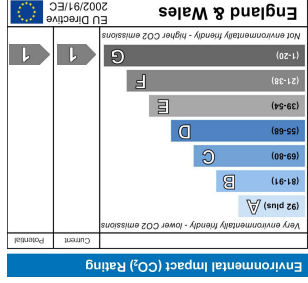 Environmental Impact (CO₂) Rating
Current Potential
Very environmentally friendly - lower CO2 emissions
(92 plus) A
(81-91) B
(69-80) C
(55-68) D
(39-54) E
(21-38) F
(1-20) G
1 1
Not environmentally friendly - higher CO2 emissions
England & Wales
EU Directive
2002/91/EC